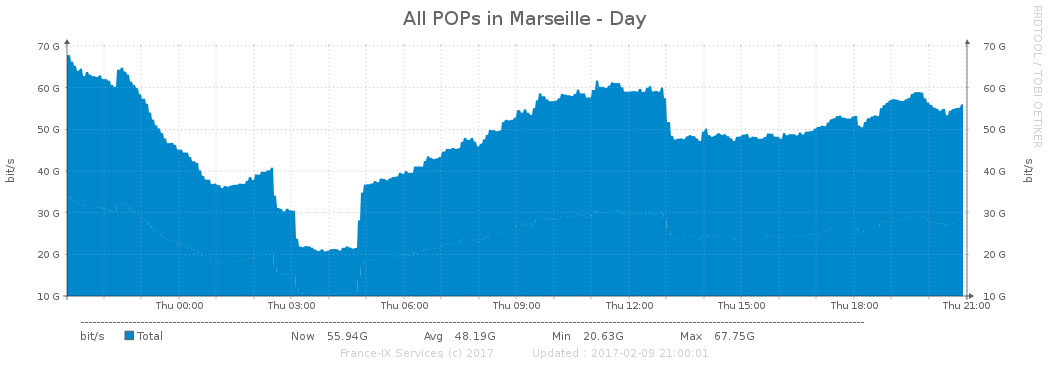 All POPs in Marseille - Day
RRDTOOL / TOBI OETIKER
70 G 70 G
60 G 60 G
50 G 50 G
40 G 40 G
30 G 30 G
20 G 20 G
10 G 10 G
bit/s
bit/s
Thu 00:00 Thu 03:00 Thu 06:00 Thu 09:00 Thu 12:00 Thu 15:00 Thu 18:00 Thu 21:00
bit/s Total Now 55.94G Avg 48.19G Min 20.63G Max 67.75G
France-IX Services (c) 2017 Updated : 2017-02-09 21:00:01